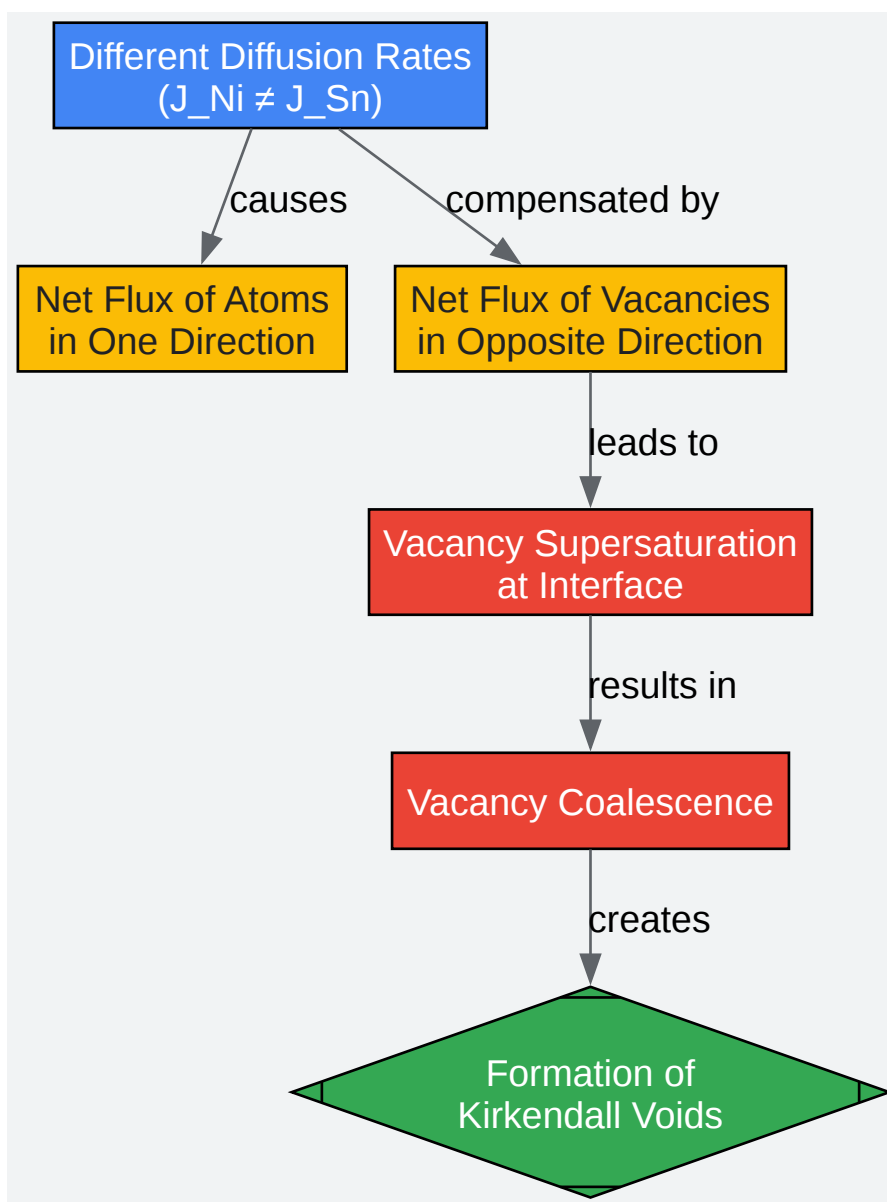 Different Diffusion Rates
(J_Ni ≠ J_Sn)
causes
compensated by
Net Flux of Atoms
in One Direction
Net Flux of Vacancies
in Opposite Direction
leads to
Vacancy Supersaturation
at Interface
results in
Vacancy Coalescence
creates
Formation of
Kirkendall Voids